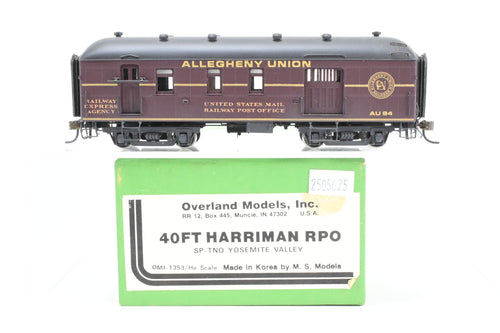 ALLEGHENY UNION
RAILWAY
EXPRESS
AGENCY
UNITED STATES MAIL
RAILWAY POST OFFICE
AU 94
2505625
Overland Models, Inc.
RR 12, Box 445, Muncie, IN 47302 U.S.A.
40FT HARRIMAN RPO
SP-TNO YOSEMITE VALLEY
OMI-1353/Ho Scale Made in Korea by M.S. Models